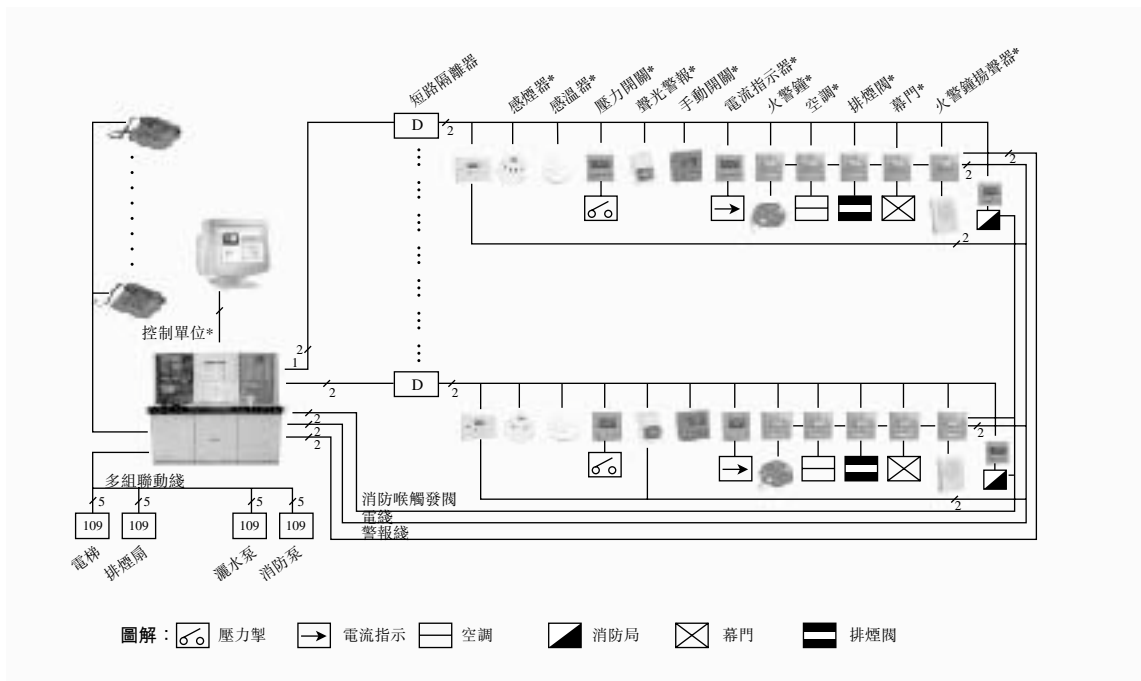 短路隔離器
感煙器*
感溫器*
壓力開關*
聲光警報*
手動開關*
電流指示器*
火警鐘*
空調*
排煙閥*
幕門*
火警鐘揚聲器*
D
2
2
2
2
控制單位*
2
1
D
2
2
2
2
2
2
2
多組聯動綫
5
5
5
5
109
109
109
109
電梯
排煙扇
灑水泵
消防泵
消防喉觸發閥
電綫
警報綫
圖解：
壓力掣
電流指示
空調
消防局
幕門
排煙閥